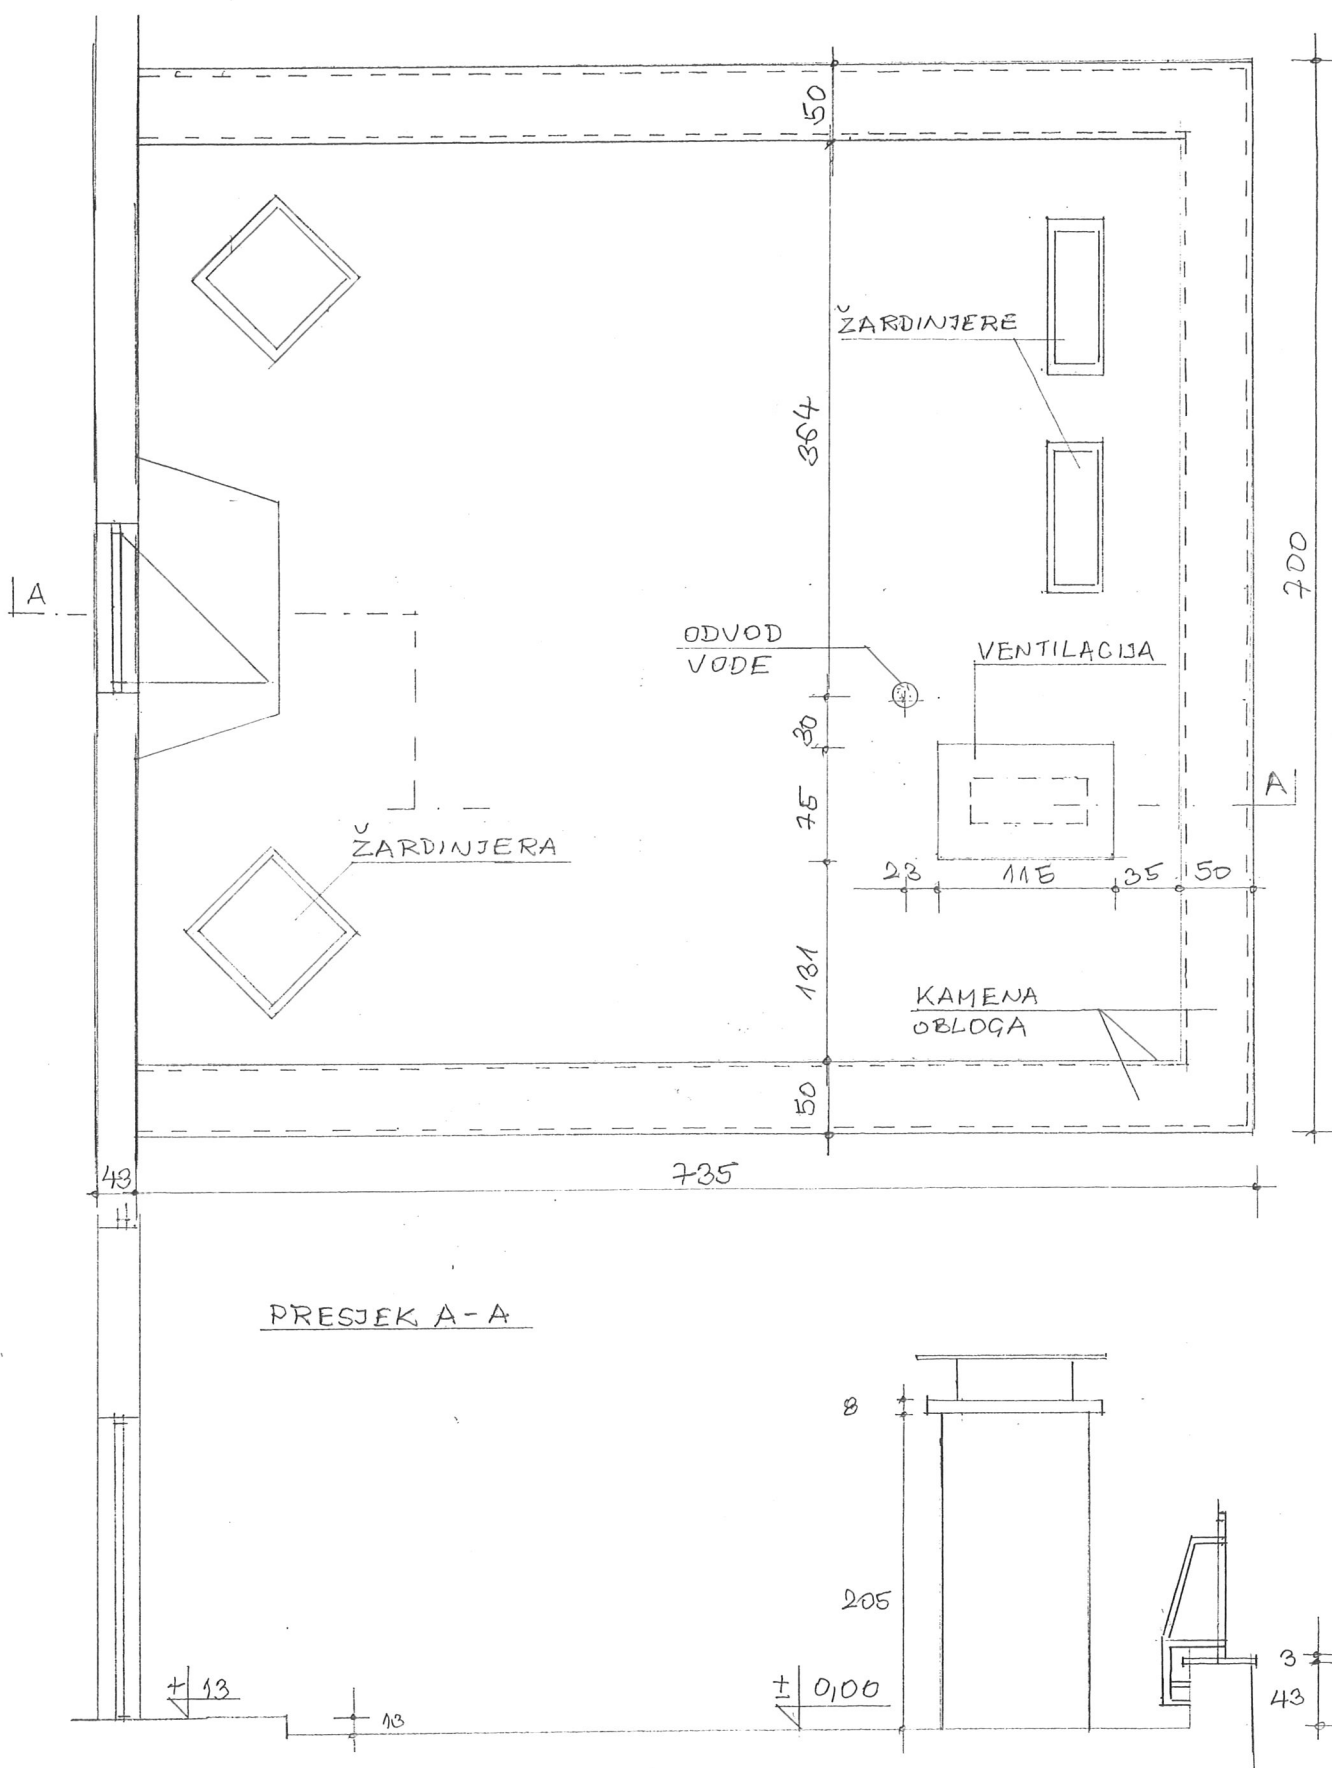 50
ŽARDINJERE
364
700
A
ODVOD
VODE
VENTILACIJA
30
A
75
ŽARDINJERA
23 115 35 50
131
KAMENA
OBLOGA
50
43 735
PRESJEK A-A
8
205
3
+ 13
± 0,00
43
13